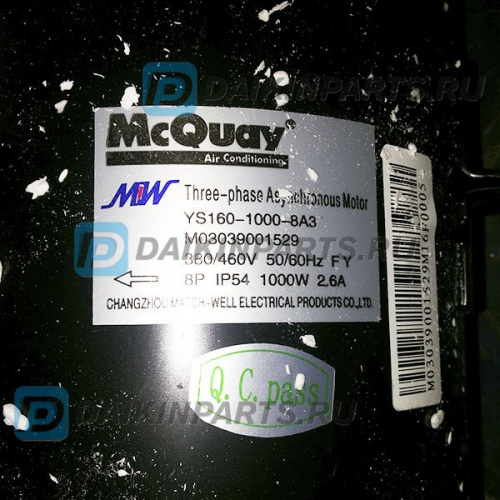 DAIKINPARTS.RU
McQuay®
Air Conditioning
MW Three-phase Asynchronous Motor
YS160-1000-8A3
M03039001529
DAIKINPARTS.RU
380/460V 50/60Hz FY
8P IP54 1000W 2.6A
CHANGZHOU MATCH-WELL ELECTRICAL PRODUCTS CO.,LTD.
M03039001529M16F0005
Q.C.pass
DAIKINPARTS.RU